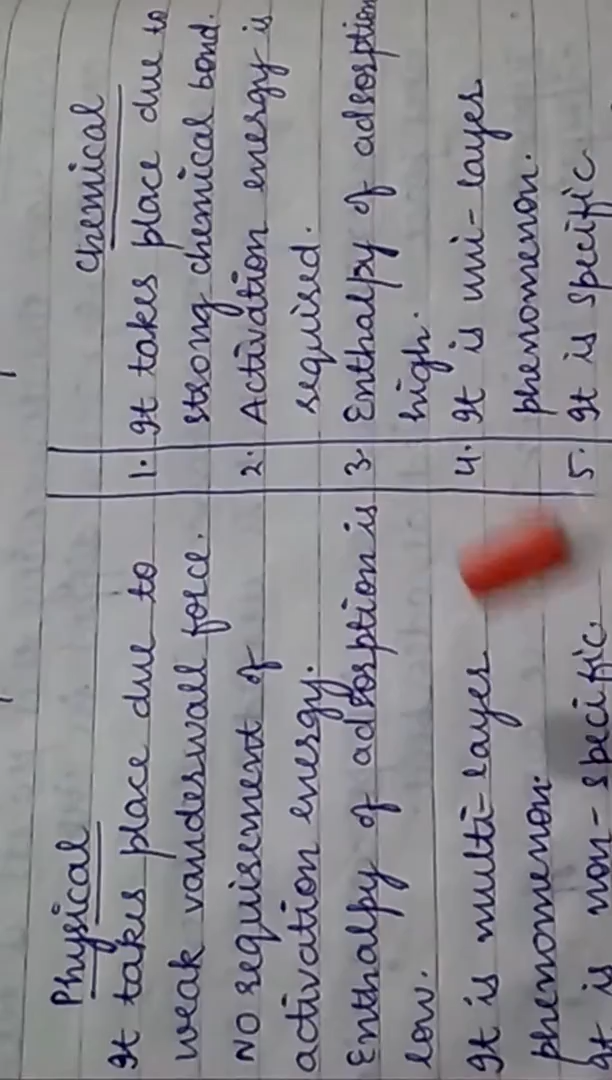 Physical
It takes place due to
weak vanderwall force.
No requirement of
activation energy.
Enthalpy of adsorption is
low.
It is multi-layer
phenomenon.
It is non-specific.
Chemical
1. It takes place due to
strong chemical bond.
2. Activation energy is
required.
3 Enthalpy of adsorption
high.
4. It is uni-layer
phenomenon.
5. It is specific.